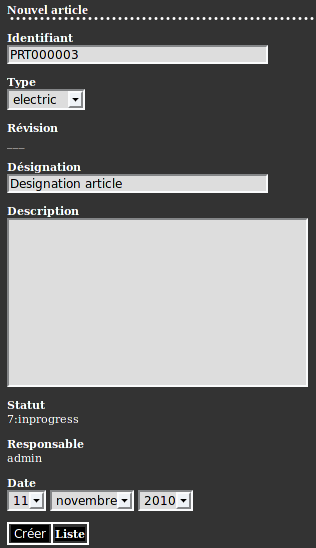 Nouvel article
Identifiant
PRT000003
Type
electric
Révision
___
Désignation
Designation article
Description
Statut
7:inprogress
Responsable
admin
Date
11 novembre 2010
Créer Liste